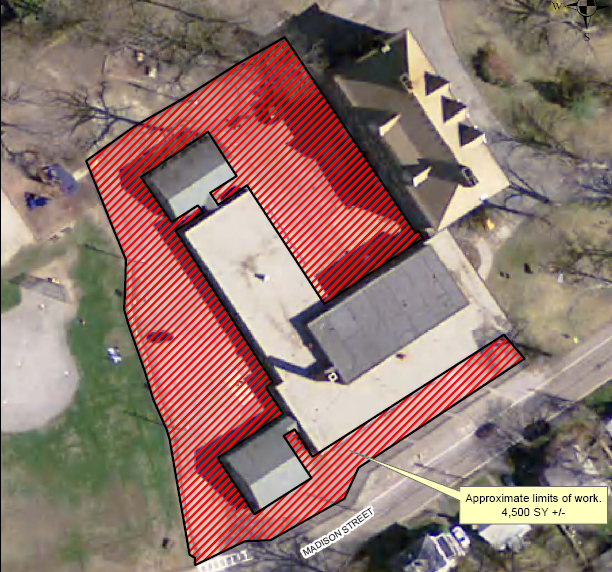 W
S
Approximate limits of work.
4,500 SY +/-
MADISON STREET